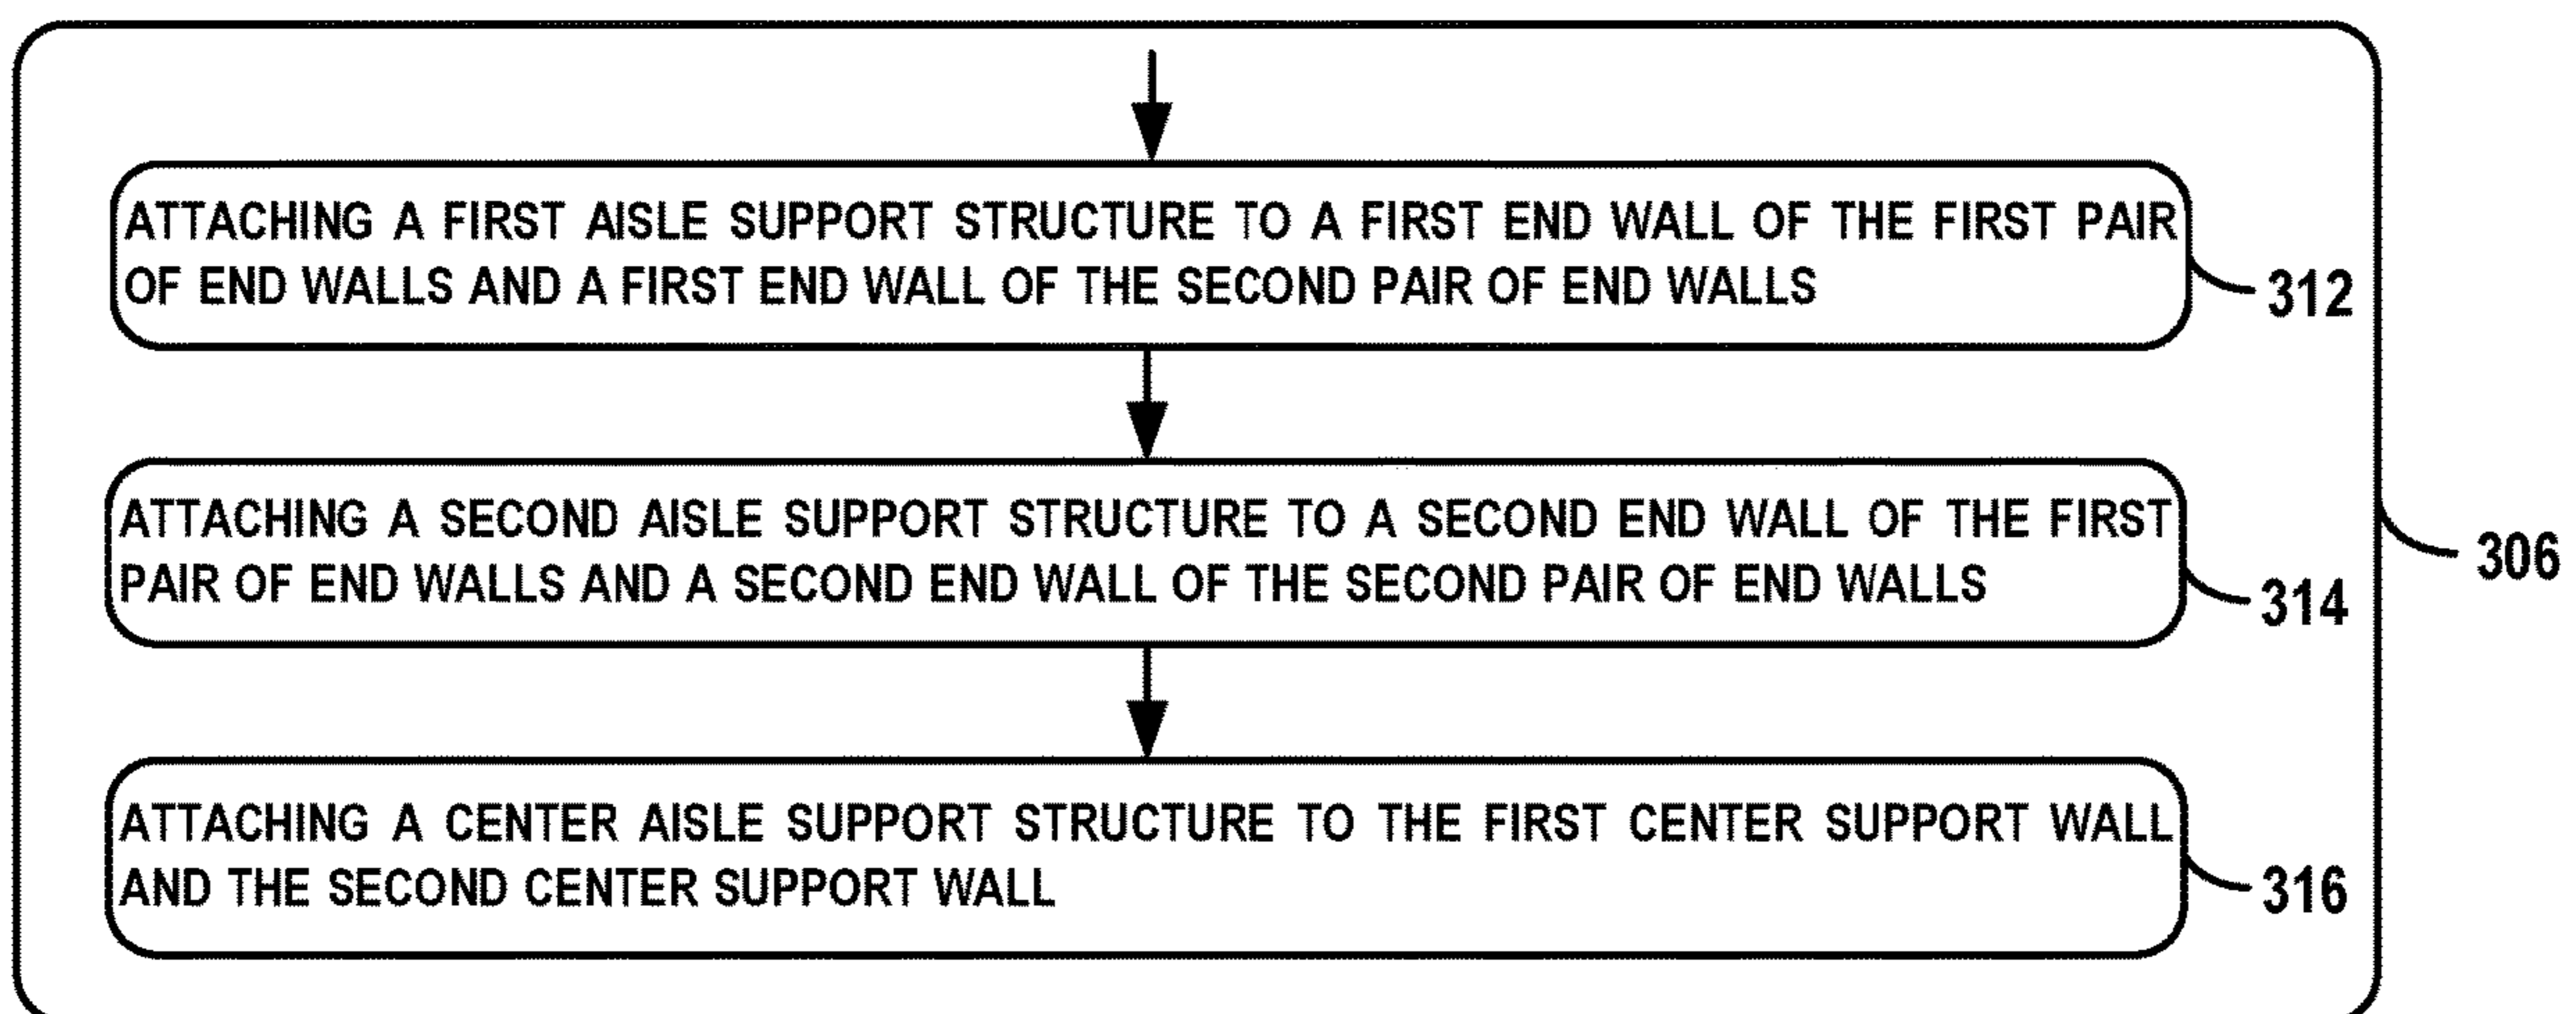 ATTACHING A FIRST AISLE SUPPORT STRUCTURE TO A FIRST END WALL OF THE FIRST PAIR
OF END WALLS AND A FIRST END WALL OF THE SECOND PAIR OF END WALLS
312
ATTACHING A SECOND AISLE SUPPORT STRUCTURE TO A SECOND END WALL OF THE FIRST
PAIR OF END WALLS AND A SECOND END WALL OF THE SECOND PAIR OF END WALLS
306
314
ATTACHING A CENTER AISLE SUPPORT STRUCTURE TO THE FIRST CENTER SUPPORT WALL
AND THE SECOND CENTER SUPPORT WALL
316